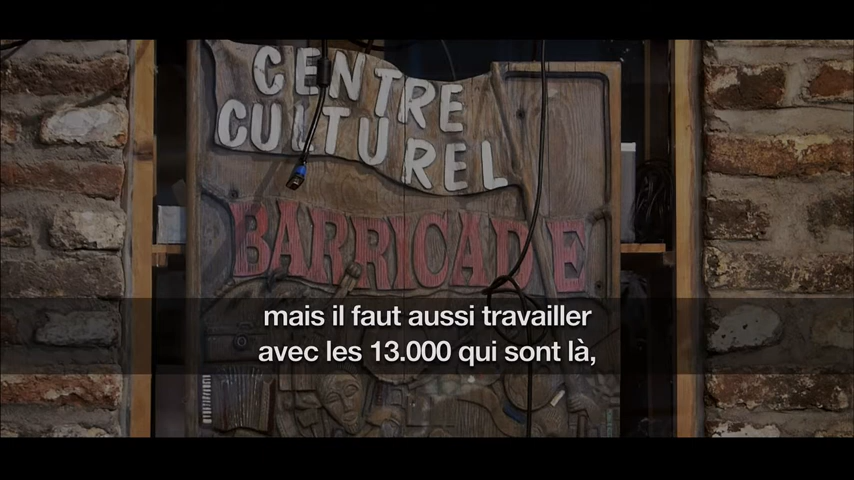 CENTRE
CULTUREL
BARRICADE
mais il faut aussi travailler
avec les 13.000 qui sont là,